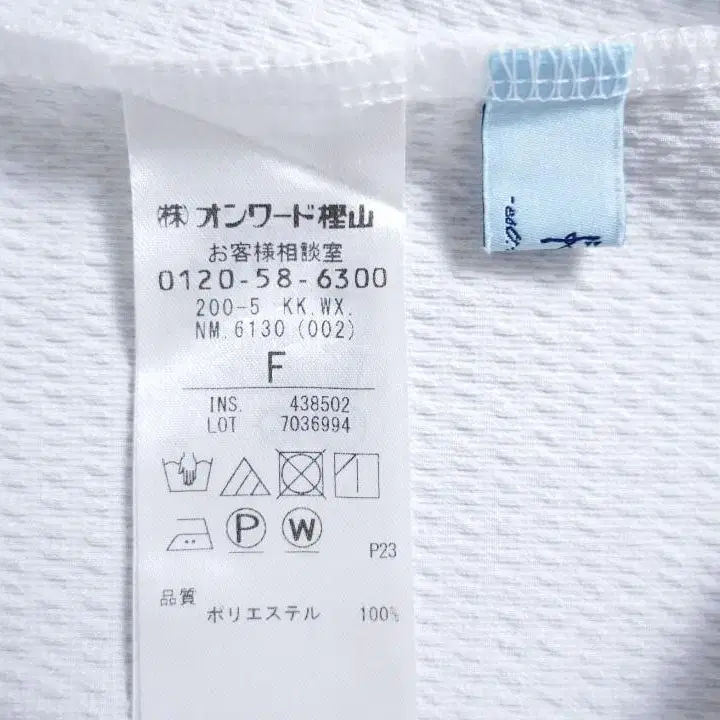 ㈱オンワード樫山
お客様相談室
0120-58-6300
200-5 KK.WX.
NM.6130 (002)
F
INS. 438502
LOT 7036994
P W
P23
品質
ポリエステル 100%